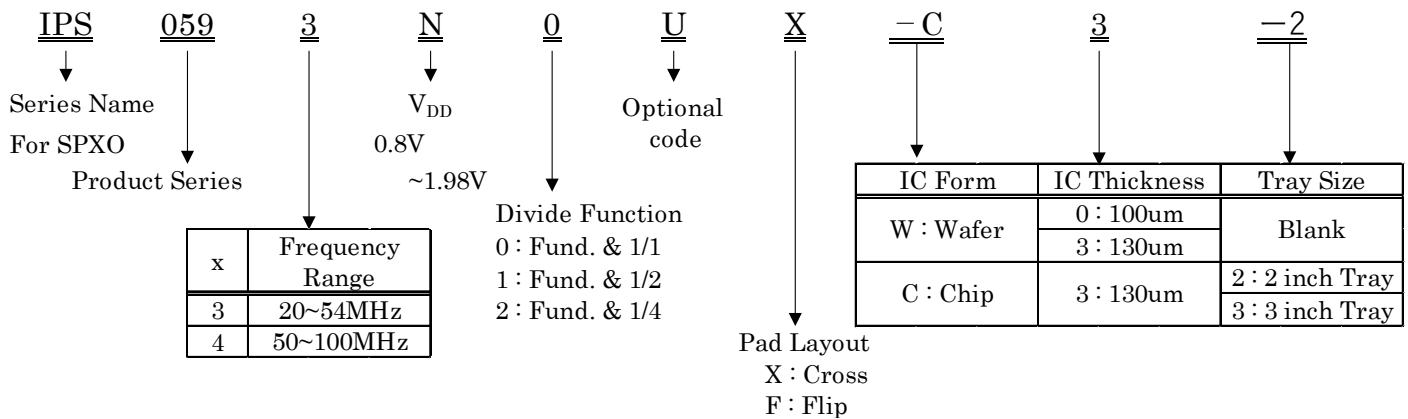 IPS 059 3 N 0 U X －C 3 －2
Series Name
For SPXO
Product Series
x Frequency Range
3 20~54MHz
4 50~100MHz
VDD
0.8V
~1.98V
Divide Function
0：Fund. & 1/1
1：Fund. & 1/2
2：Fund. & 1/4
Optional
code
Pad Layout
X：Cross
F：Flip
IC Form IC Thickness Tray Size
W：Wafer 0：100um Blank
3：130um
C：Chip 3：130um 2：2 inch Tray
3：3 inch Tray